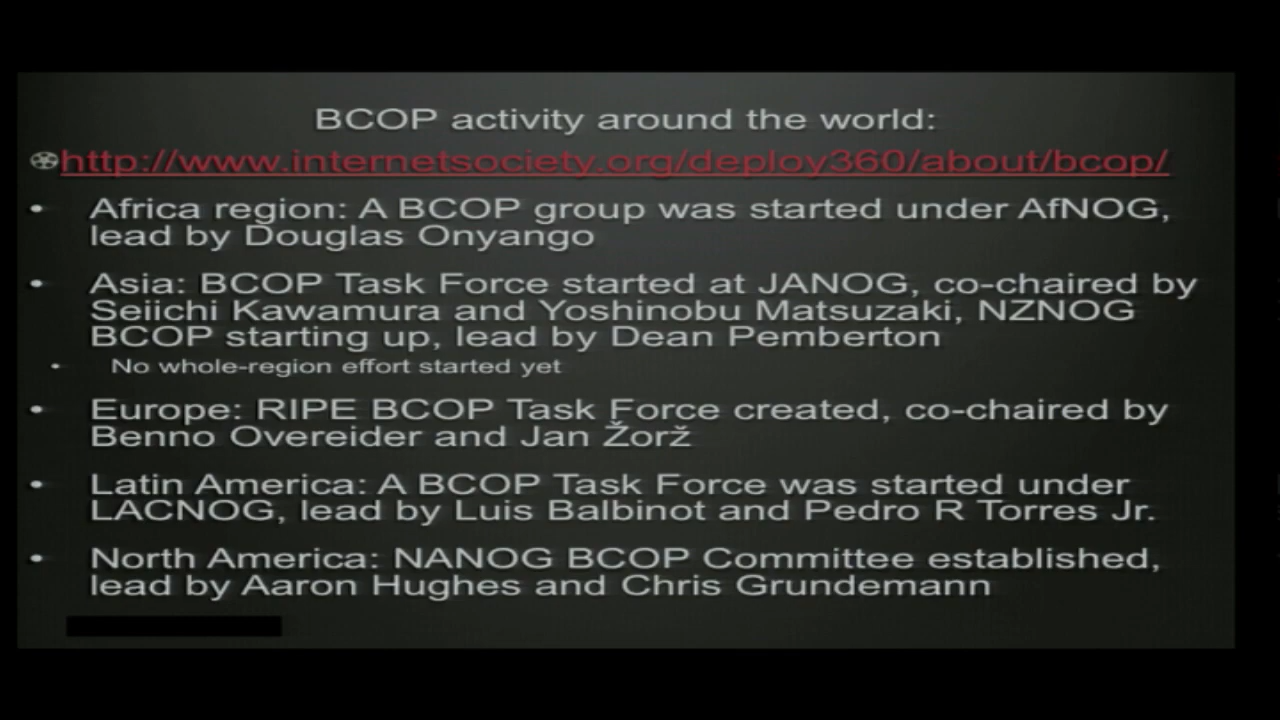 BCOP activity around the world:
http://www.internetsociety.org/deploy360/about/bcop/
• Africa region: A BCOP group was started under AfNOG,
lead by Douglas Onyango
• Asia: BCOP Task Force started at JANOG, co-chaired by
Seiichi Kawamura and Yoshinobu Matsuzaki, NZNOG
BCOP starting up, lead by Dean Pemberton
• No whole-region effort started yet
• Europe: RIPE BCOP Task Force created, co-chaired by
Benno Overeider and Jan Žorž
• Latin America: A BCOP Task Force was started under
LACNOG, lead by Luis Balbinot and Pedro R Torres Jr.
• North America: NANOG BCOP Committee established,
lead by Aaron Hughes and Chris Grundemann